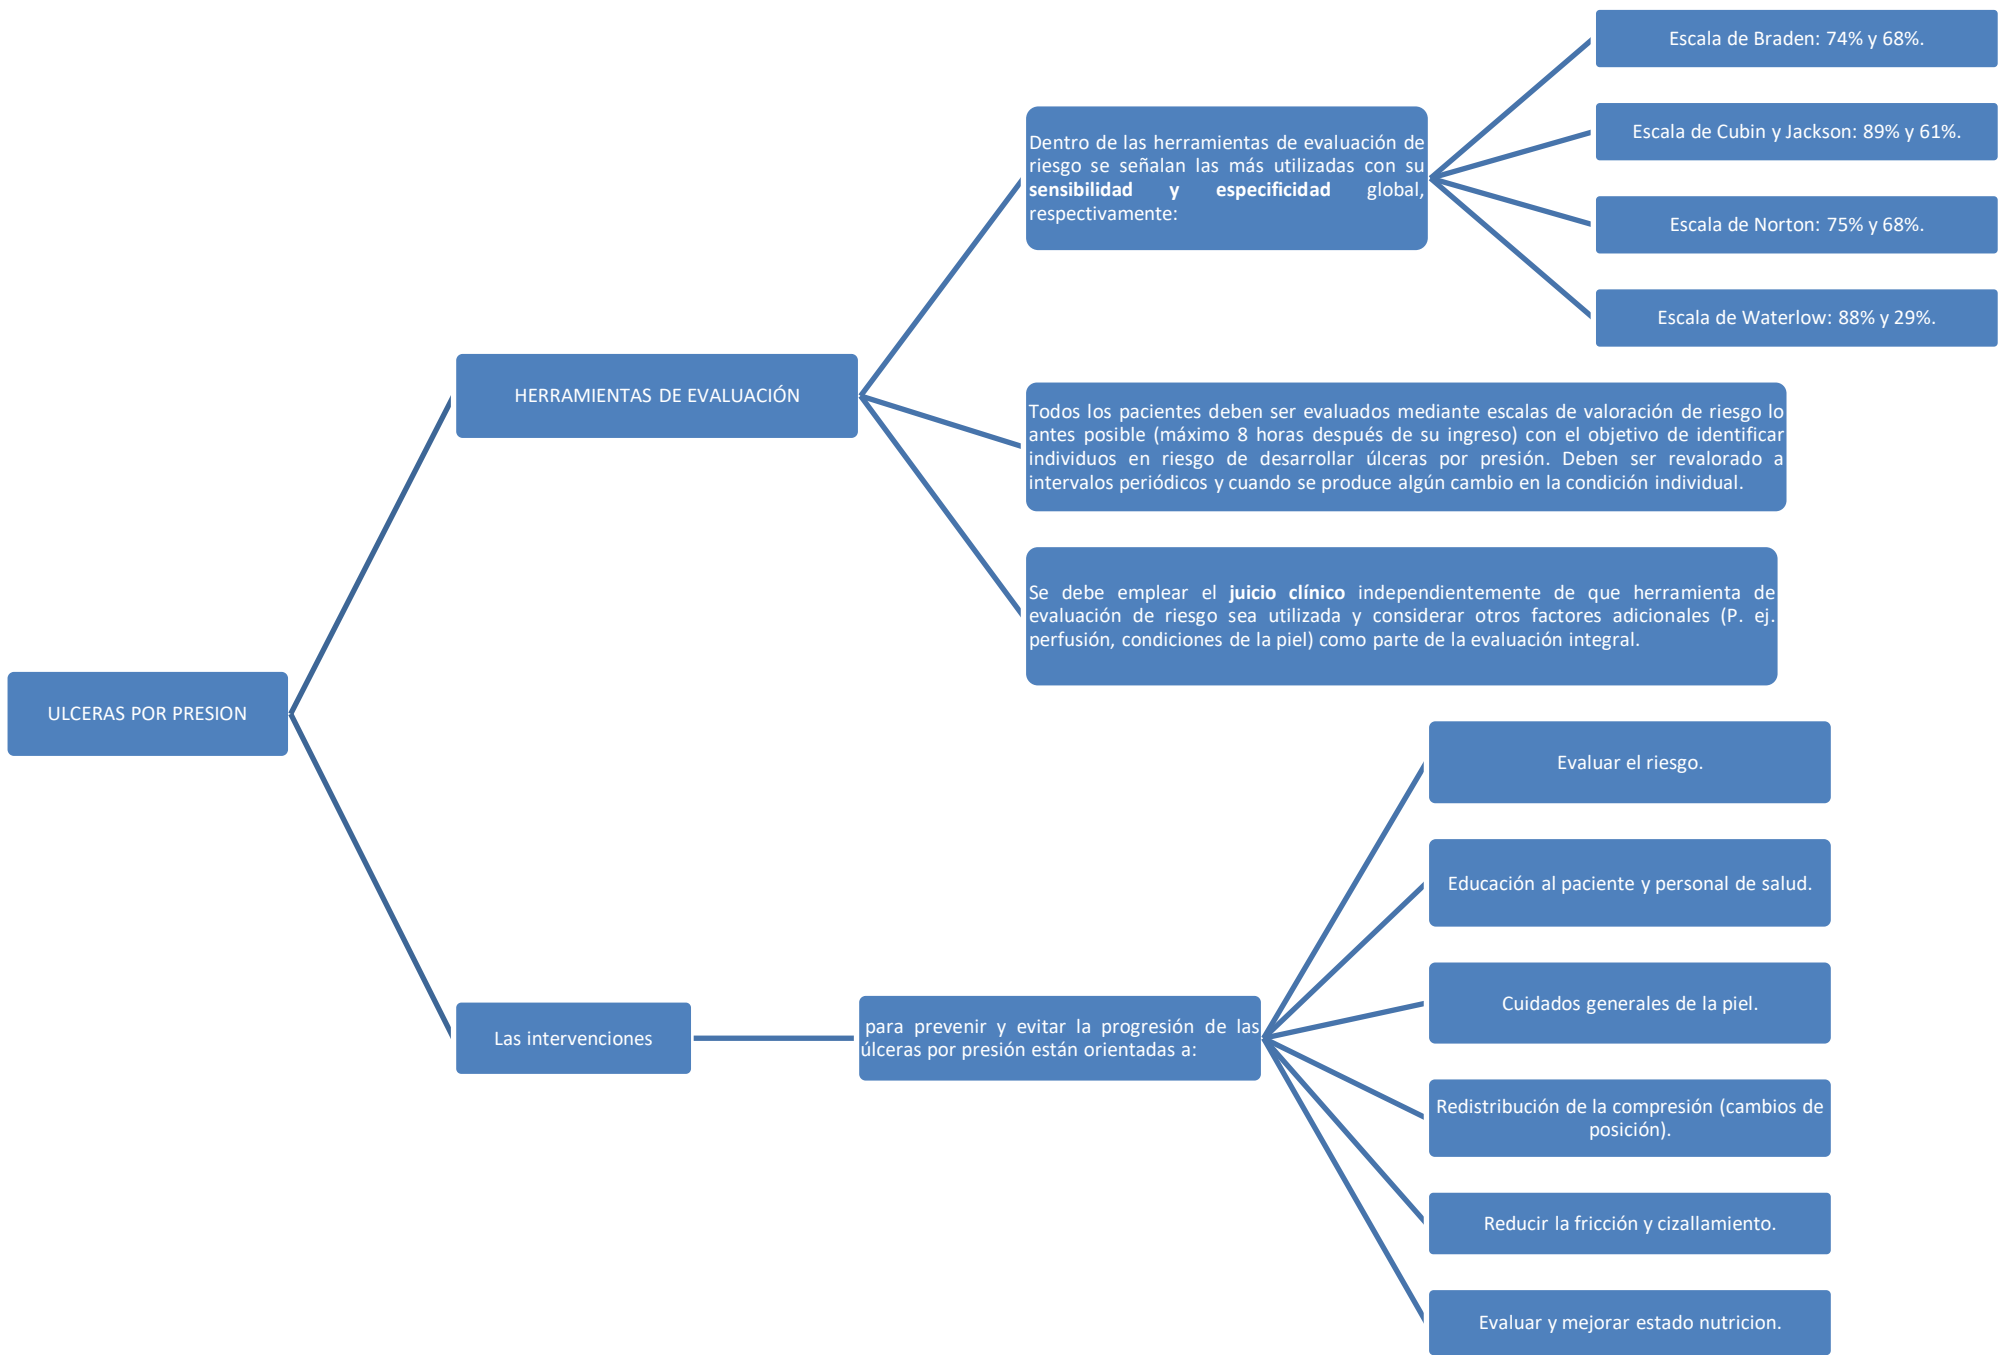 ULCERAS POR PRESION
HERRAMIENTAS DE EVALUACIÓN
Dentro de las herramientas de evaluación de
riesgo se señalan las más utilizadas con su
sensibilidad y especificidad global,
respectivamente:
Escala de Braden: 74% y 68%.
Escala de Cubin y Jackson: 89% y 61%.
Escala de Norton: 75% y 68%.
Escala de Waterlow: 88% y 29%.
Todos los pacientes deben ser evaluados mediante escalas de valoración de riesgo lo
antes posible (máximo 8 horas después de su ingreso) con el objetivo de identificar
individuos en riesgo de desarrollar úlceras por presión. Deben ser revalorado a
intervalos periódicos y cuando se produce algún cambio en la condición individual.
Se debe emplear el juicio clínico independientemente de que herramienta de
evaluación de riesgo sea utilizada y considerar otros factores adicionales (P. ej.
perfusión, condiciones de la piel) como parte de la evaluación integral.
Las intervenciones
para prevenir y evitar la progresión de las
úlceras por presión están orientadas a:
Evaluar el riesgo.
Educación al paciente y personal de salud.
Cuidados generales de la piel.
Redistribución de la compresión (cambios de
posición).
Reducir la fricción y cizallamiento.
Evaluar y mejorar estado nutricion.